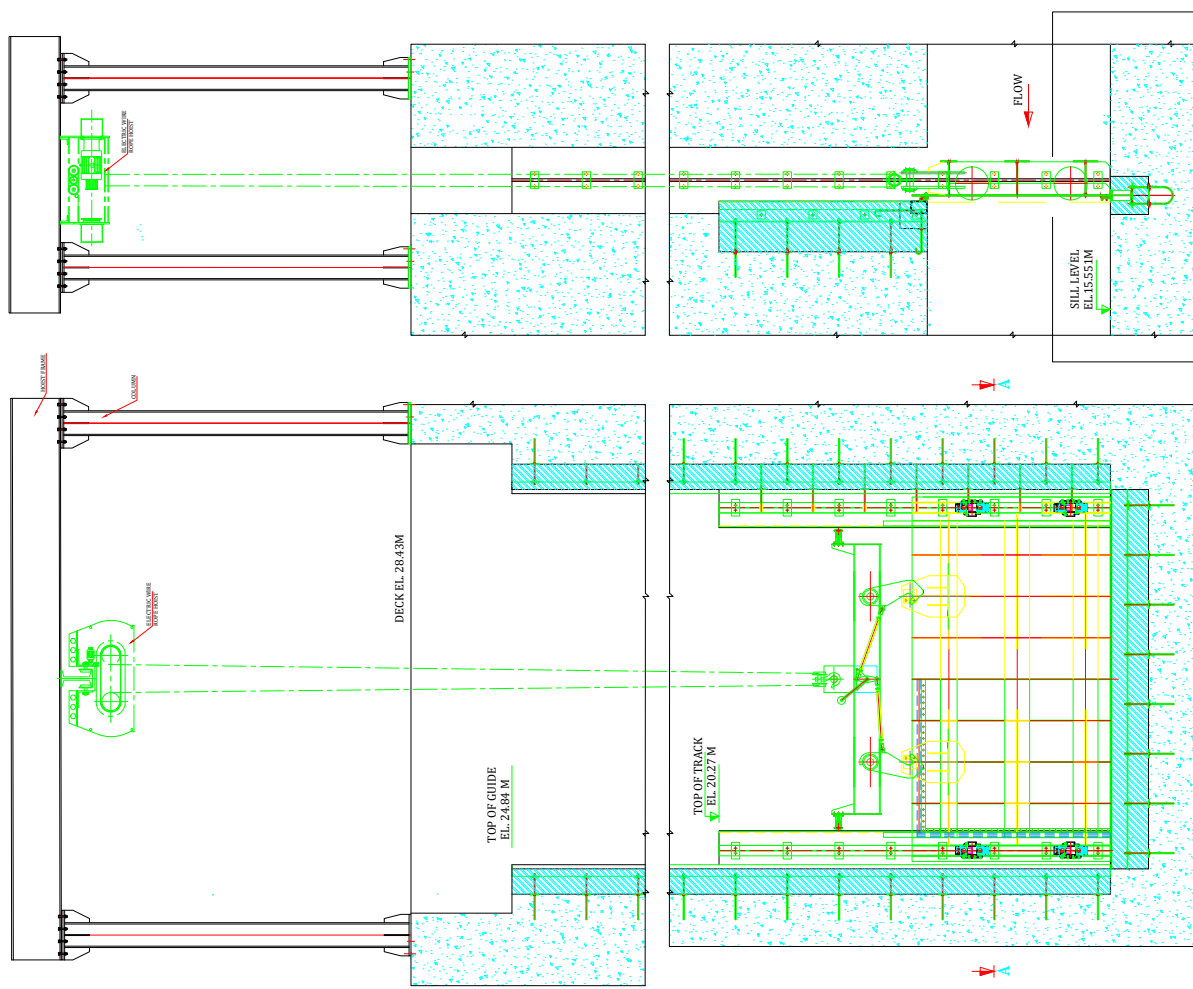 ELECTRIC WIRE
ROPE HOIST
FLOW
SILL LEVEL
EL.15.551M
HOIST FRAME
COLUMN
A
DECK EL. 28.43M
ELECTRIC WIRE
ROPE HOIST
TOP OF GUIDE
EL. 24.84 M
TOP OF TRACK
EL. 20.27 M
A